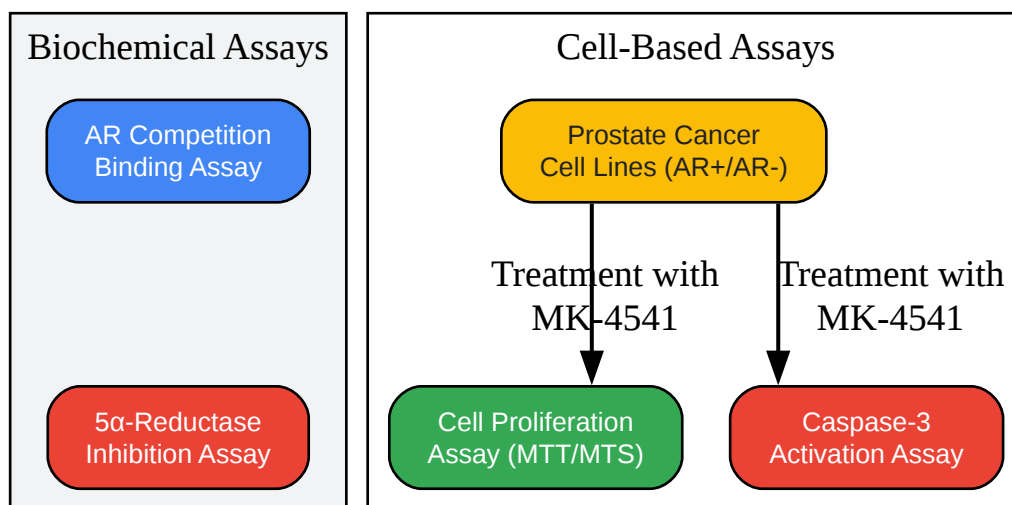 Biochemical Assays
AR Competition
Binding Assay
5α-Reductase
Inhibition Assay
Cell-Based Assays
Prostate Cancer
Cell Lines (AR+/AR-)
Treatment with
MK-4541
Treatment with
MK-4541
Cell Proliferation
Assay (MTT/MTS)
Caspase-3
Activation Assay